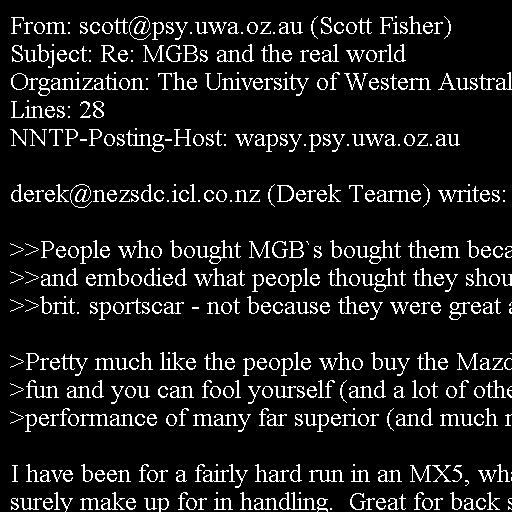 From: scott@psy.uwa.oz.au (Scott Fisher)
Subject: Re: MGBs and the real world
Organization: The University of Western Austral
Lines: 28
NNTP-Posting-Host: wapsy.psy.uwa.oz.au
derek@nezsdc.icl.co.nz (Derek Tearne) writes:
>>People who bought MGB`s bought them beca
>>and embodied what people thought they shou
>>brit. sportscar - not because they were great a
>Pretty much like the people who buy the Mazd
>fun and you can fool yourself (and a lot of othe
>performance of many far superior (and much m
I have been for a fairly hard run in an MX5, wha
surely make up for in handling.  Great for back s